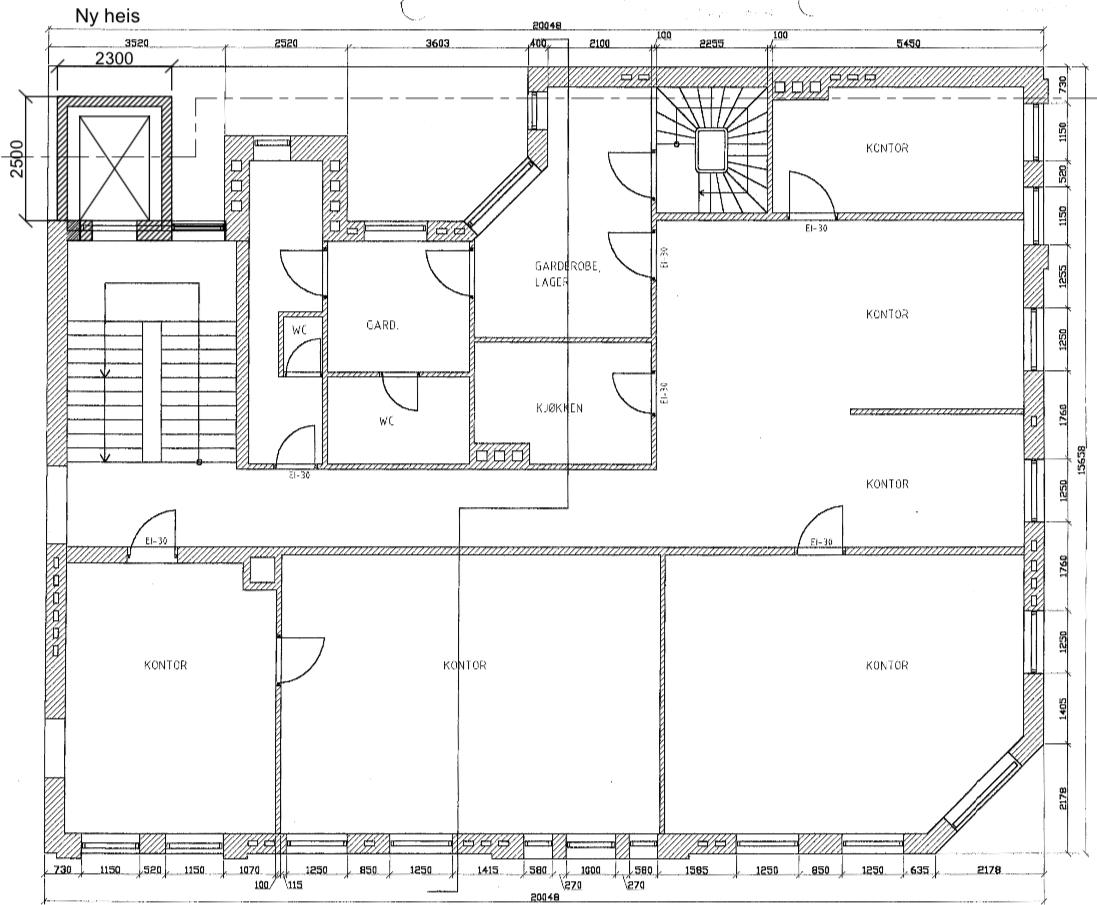 Ny heis
20048
3520 2520 3603 400 2100 100 2255 100 5450
2300
2500
730
1150
520
1150
1255
1250
1760
1250
1760
1250
1405
2178
15658
KONTOR
EI-30
EI-30
GARDEROBE,
LAGER
KONTOR
WC
GARD.
EI-30
KJØKKEN
WC
EI-30
KONTOR
EI-30
EI-30
KONTOR
KONTOR
KONTOR
730 1150 520 1150 1070 1250 850 1250 1415 580 1000 580 1585 1250 850 1250 635 2178
100 115 270 270
20048